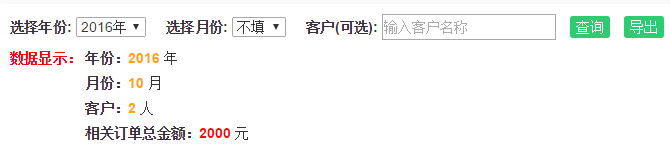 选择年份: 2016年 选择月份: 不填 客户(可选): 输入客户名称 查询 导出
数据显示： 年份：2016 年
月份：10 月
客户：2 人
相关订单总金额：2000 元